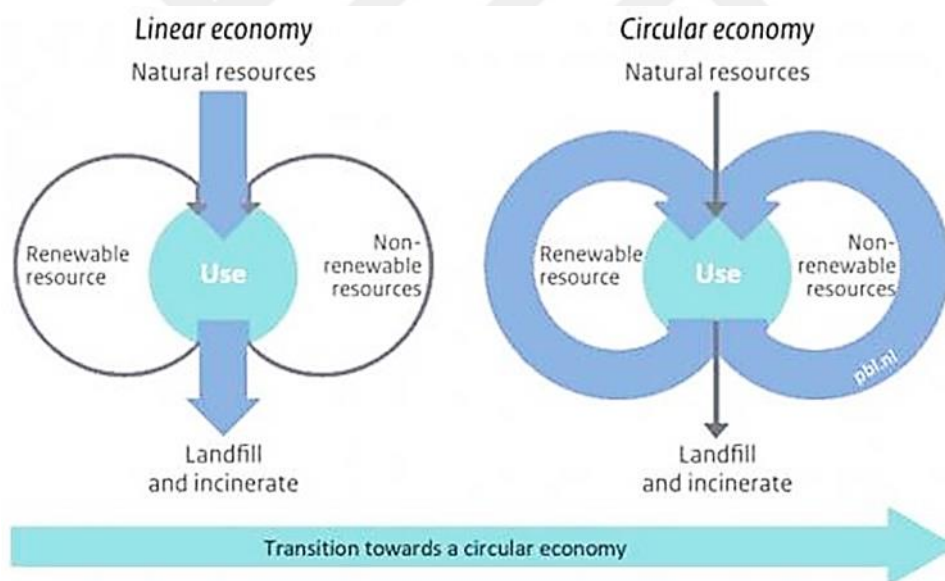 Linear economy
Natural resources
Renewable
resource
Use
Non-
renewable
resources
Landfill
and incinerate
Circular economy
Natural resources
Renewable
resource
Use
Non-
renewable
resources
pbl.nl
Landfill
and incinerate
Transition towards a circular economy